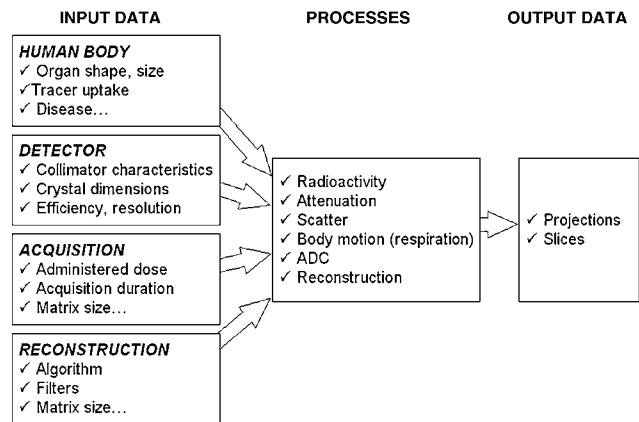 INPUT DATA
HUMAN BODY
✓ Organ shape, size
✓Tracer uptake
✓ Disease…
DETECTOR
✓ Collimator characteristics
✓ Crystal dimensions
✓ Efficiency, resolution
ACQUISITION
✓ Administered dose
✓ Acquisition duration
✓ Matrix size…
RECONSTRUCTION
✓ Algorithm
✓ Filters
✓ Matrix size…
PROCESSES
✓ Radioactivity
✓ Attenuation
✓ Scatter
✓ Body motion (respiration)
✓ ADC
✓ Reconstruction
OUTPUT DATA
✓ Projections
✓ Slices